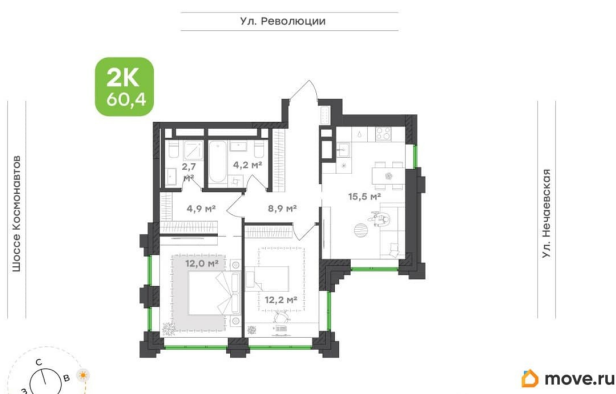 Ул. Революции
2К
60,4
2,7
м²
4,2 м²
15,5 м²
4,9 м²
8,9 м²
12,0 м²
12,2 м²
Шоссе Космонавтов
Ул. Нечаевская
С
В
З
move.ru